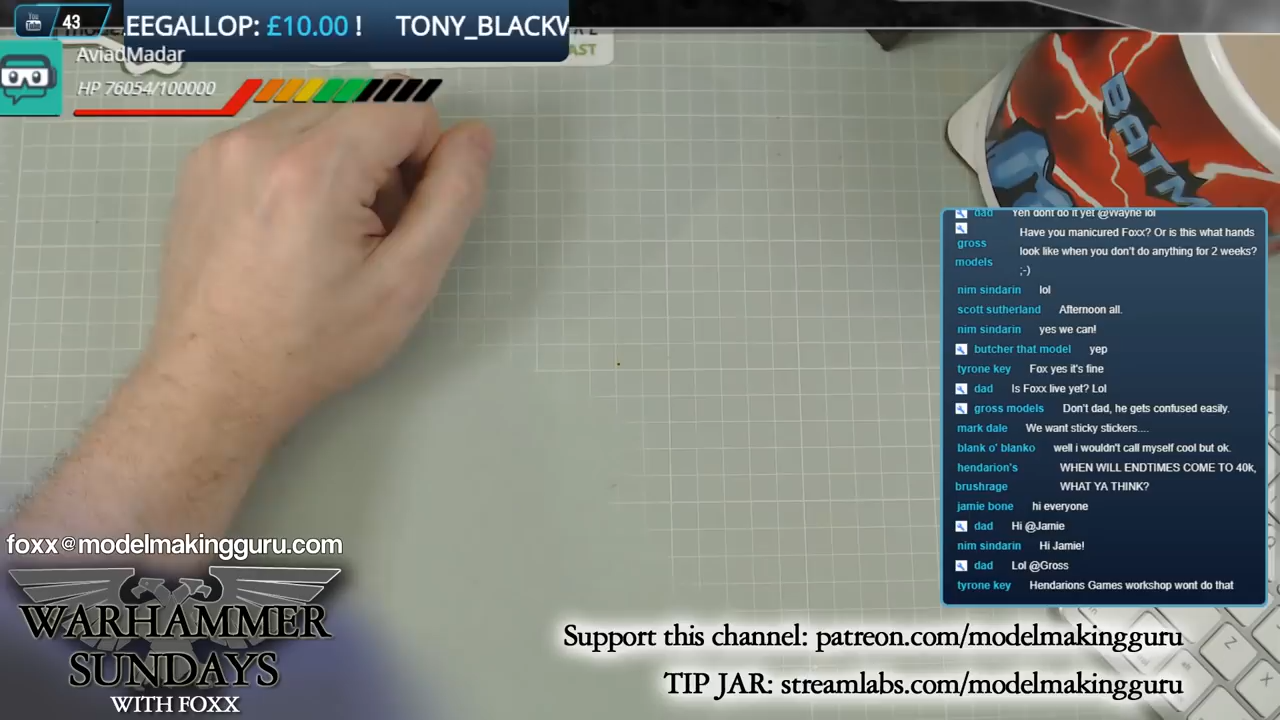 You Tube
43
EEGALLOP: £10.00 !
TONY_BLACKW
AST
AviadMadar
HP 76054/100000
BATM
dad Yeh dont do it yet @Wayne lol
gross models Have you manicured Foxx? Or is this what hands
look like when you don't do anything for 2 weeks?
;-)
nim sindarin lol
scott sutherland Afternoon all.
nim sindarin yes we can!
butcher that model yep
tyrone key Fox yes it's fine
dad Is Foxx live yet? Lol
gross models Don't dad, he gets confused easily.
mark dale We want sticky stickers....
blank o' blanko well i wouldn't call myself cool but ok.
hendarion's WHEN WILL ENDTIMES COME TO 40k,
brushrage WHAT YA THINK?
jamie bone hi everyone
dad Hi @Jamie
nim sindarin Hi Jamie!
dad Lol @Gross
tyrone key Hendarions Games workshop wont do that
foxx@modelmakingguru.com
WARHAMMER
SUNDAYS
WITH FOXX
Support this channel: patreon.com/modelmakingguru
TIP JAR: streamlabs.com/modelmakingguru
Z
X